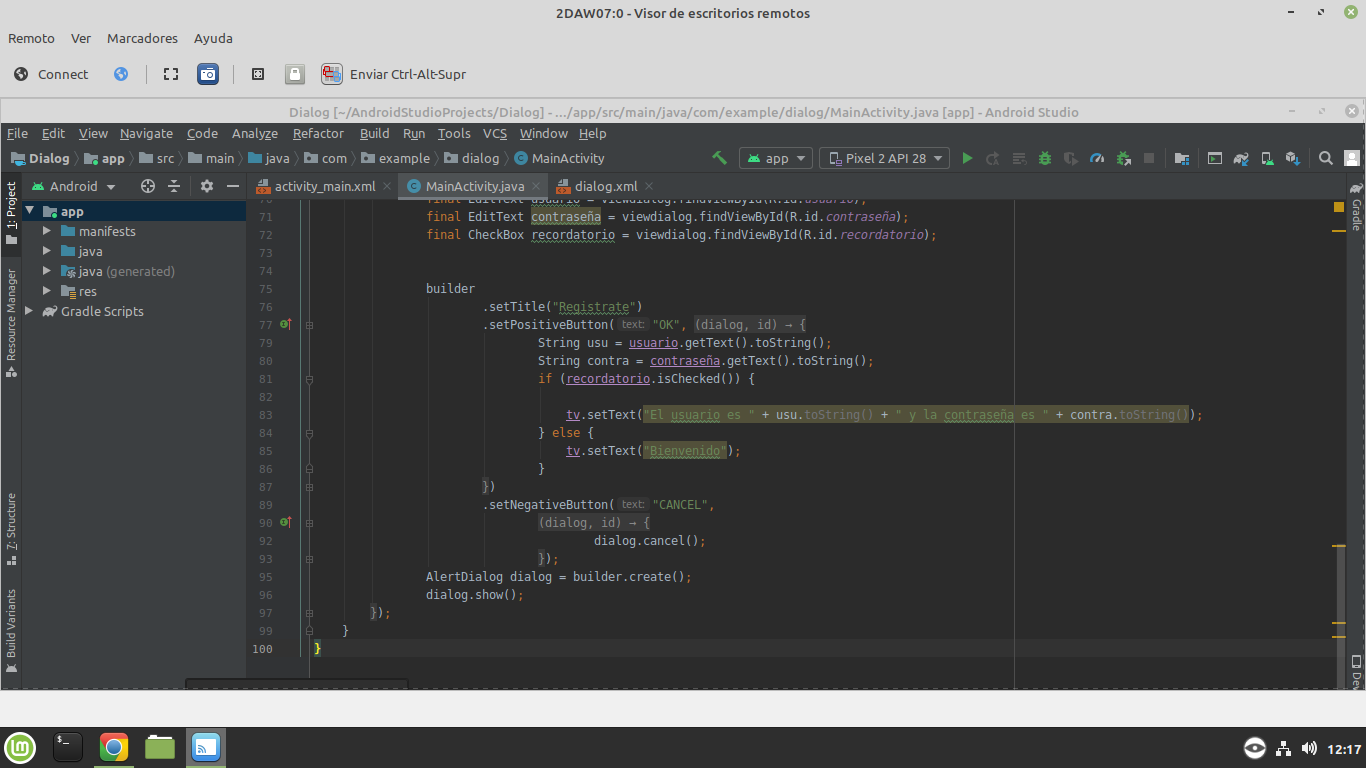 2DAW07:0 - Visor de escritorios remotos
Remoto Ver Marcadores Ayuda
Connect Enviar Ctrl-Alt-Supr
Dialog [~/AndroidStudioProjects/Dialog] - .../app/src/main/java/com/example/dialog/MainActivity.java [app] - Android Studio
File Edit View Navigate Code Analyze Refactor Build Run Tools VCS Window Help
Dialog app src main java com example dialog MainActivity app Pixel 2 API 28
Android activity_main.xml MainActivity.java dialog.xml
1: Project
Resource Manager
7: Structure
Build Variants
app
manifests
java
java (generated)
res
Gradle Scripts
70 final EditText usuario = viewdialog.findViewById(R.id.usuario);
71 final EditText contraseña = viewdialog.findViewById(R.id.contraseña);
72 final CheckBox recordatorio = viewdialog.findViewById(R.id.recordatorio);
73
74
75 builder
76 .setTitle("Registrate")
77 .setPositiveButton( text: "OK", (dialog, id) → {
79 String usu = usuario.getText().toString();
80 String contra = contraseña.getText().toString();
81 if (recordatorio.isChecked()) {
82
83 tv.setText("El usuario es " + usu.toString() + " y la contraseña es " + contra.toString());
84 } else {
85 tv.setText("Bienvenido");
86 }
87 })
89 .setNegativeButton( text: "CANCEL",
90 (dialog, id) → {
92 dialog.cancel();
93 });
95 AlertDialog dialog = builder.create();
96 dialog.show();
97 });
99 }
100 }
Gradle
12:17